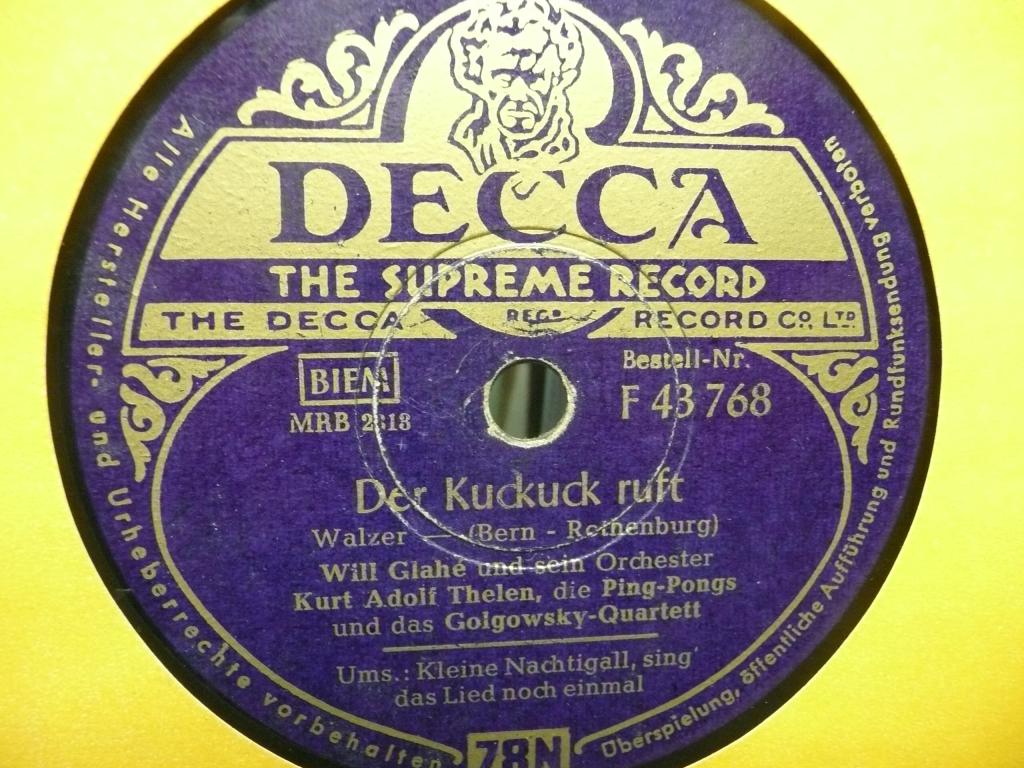 DECCA
THE SUPREME RECORD
THE DECCA REGD RECORD CO. LTD.
BIEM
MRB 2313
Bestell-Nr.
F 43 768
Der Kuckuck ruft
Walzer — (Bern - Rothenburg)
Will Glahé und sein Orchester
Kurt Adolf Thelen, die Ping-Pongs
und das Golgowsky-Quartett
Ums.: Kleine Nachtigall, sing'
das Lied noch einmal
78N
Alle Hersteller- und Urheberrechte vorbehalten
Überspielung, öffentliche Aufführung und Rundfunksendung verboten